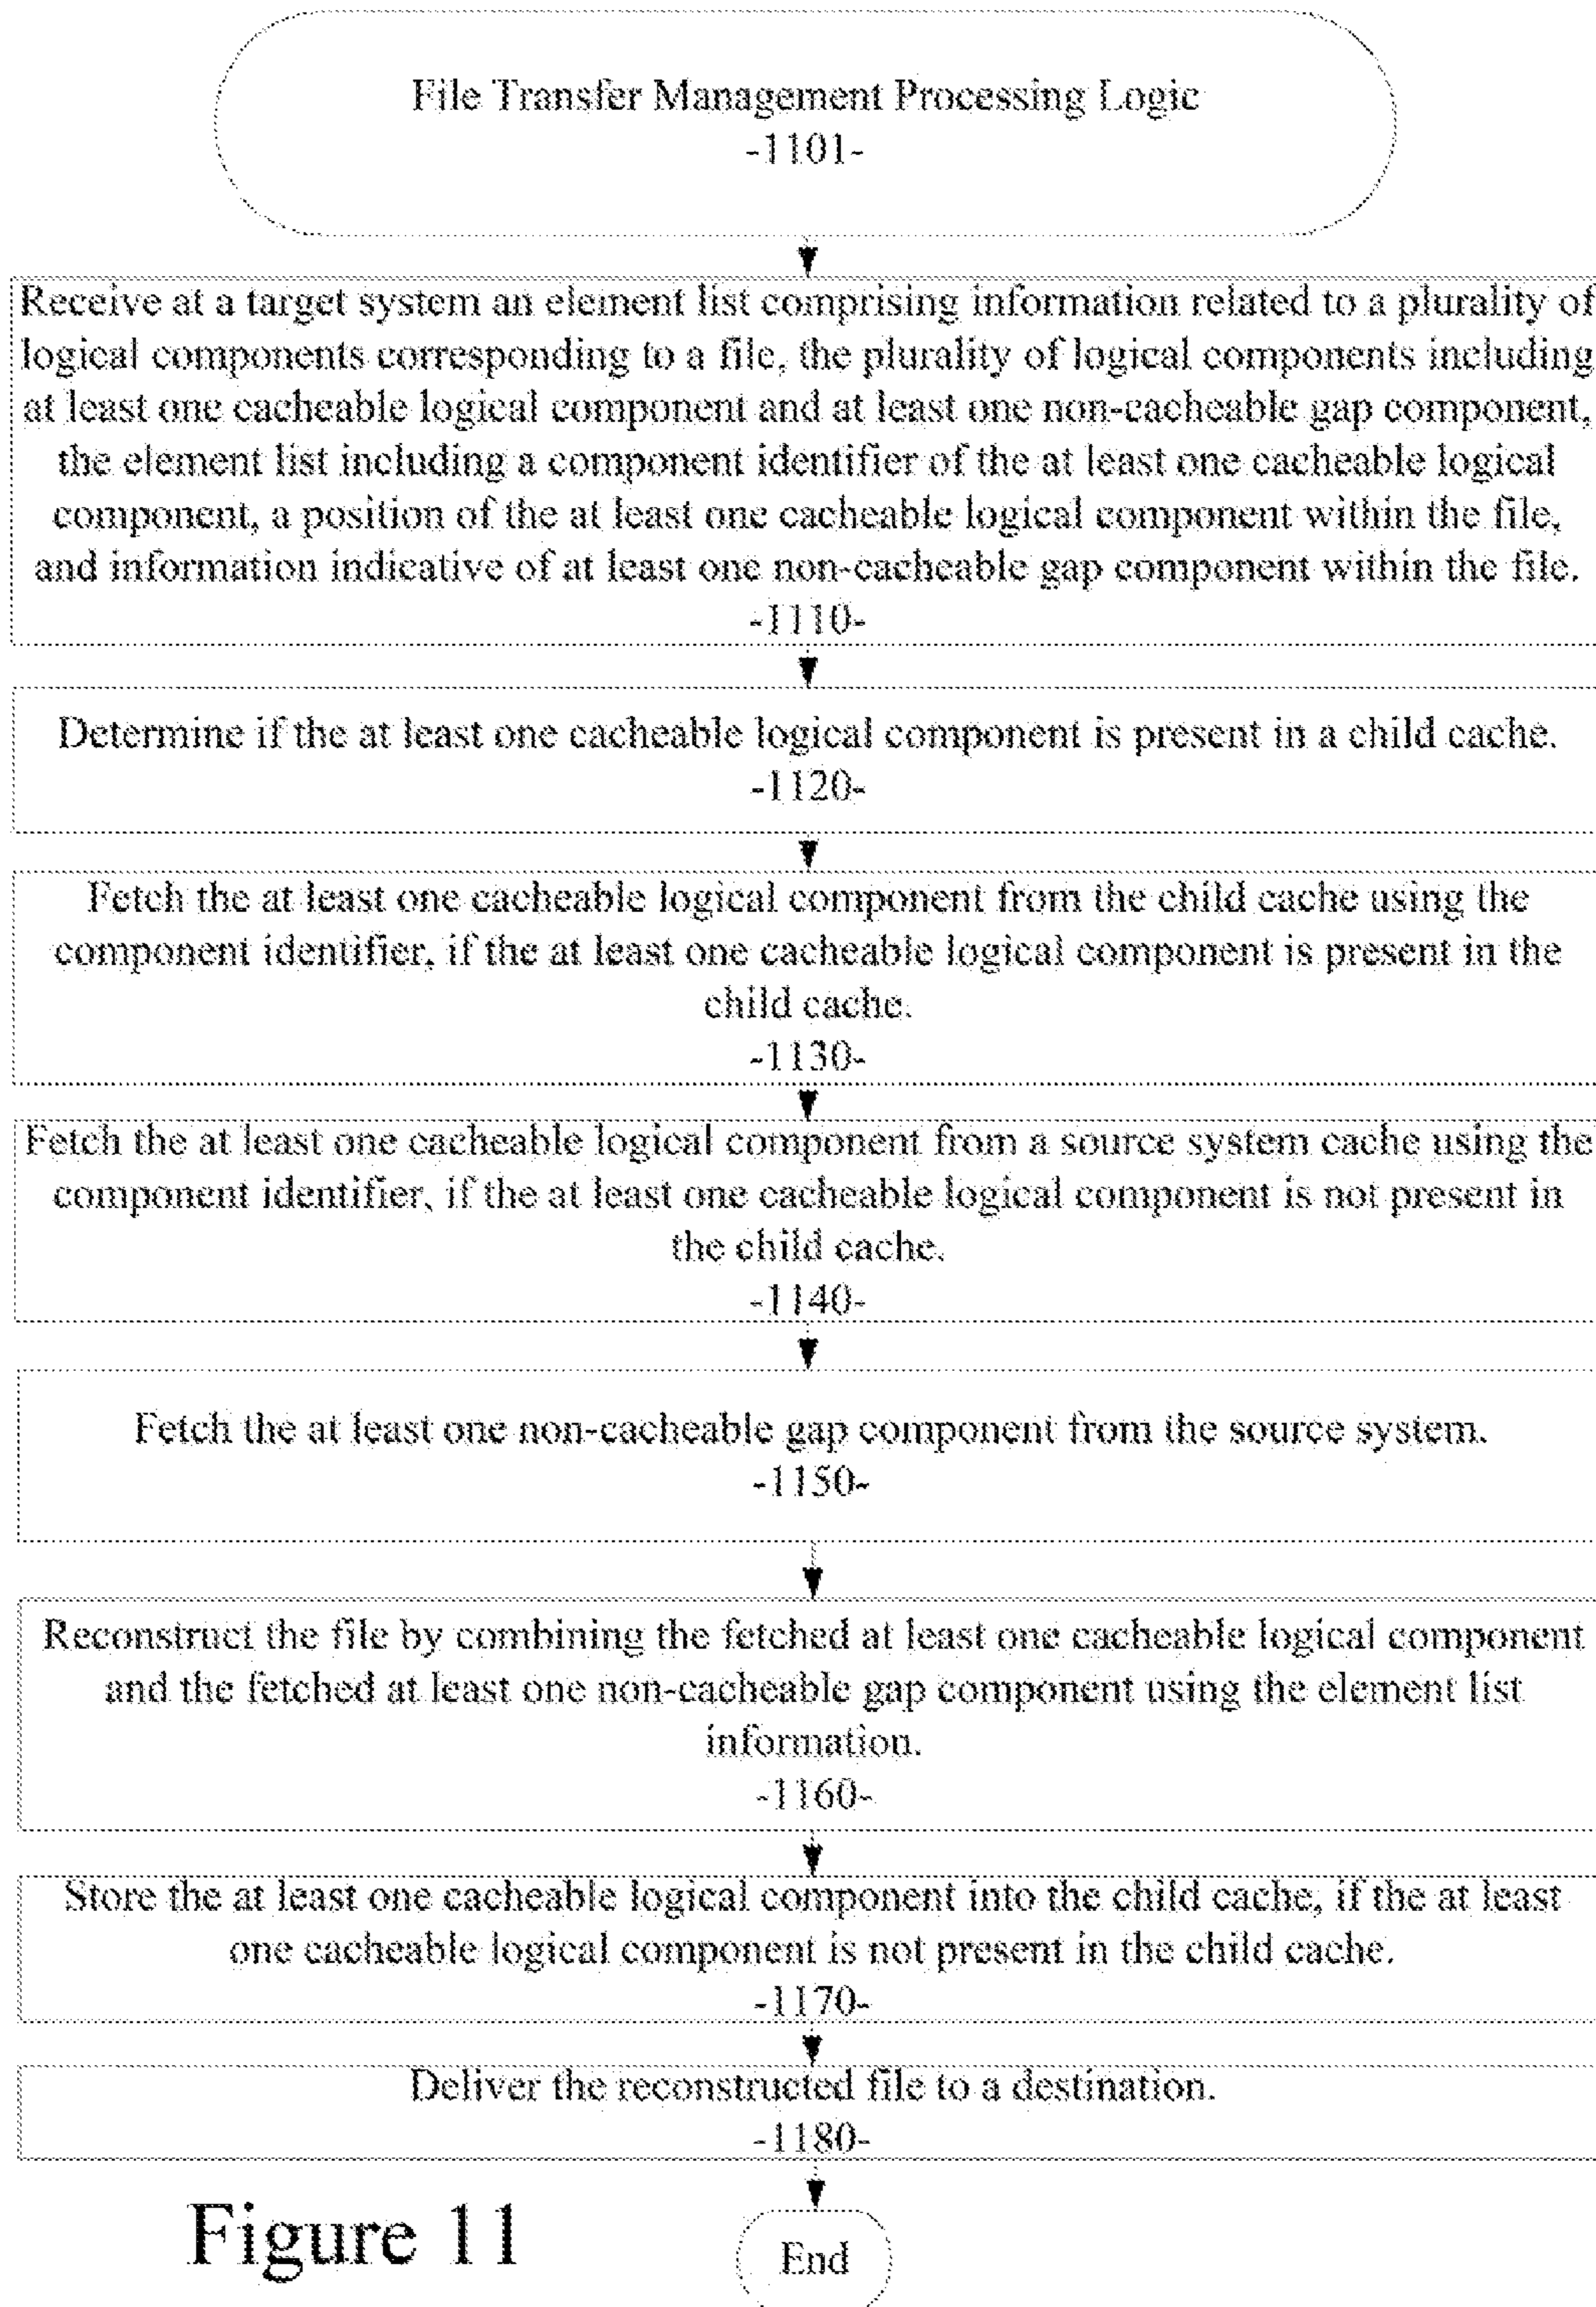 File Transfer Management Processing Logic
-1101-
Receive at a target system an element list comprising information related to a plurality of
logical components corresponding to a file, the plurality of logical components including
at least one cacheable logical component and at least one non-cacheable gap component,
the element list including a component identifier of the at least one cacheable logical
component, a position of the at least one cacheable logical component within the file,
and information indicative of at least one non-cacheable gap component within the file.
-1110-
Determine if the at least one cacheable logical component is present in a child cache.
-1120-
Fetch the at least one cacheable logical component from the child cache using the
component identifier, if the at least one cacheable logical component is present in the
child cache.
-1130-
Fetch the at least one cacheable logical component from a source system cache using the
component identifier, if the at least one cacheable logical component is not present in
the child cache.
-1140-
Fetch the at least one non-cacheable gap component from the source system.
-1150-
Reconstruct the file by combining the fetched at least one cacheable logical component
and the fetched at least one non-cacheable gap component using the element list
information.
-1160-
Store the at least one cacheable logical component into the child cache, if the at least
one cacheable logical component is not present in the child cache.
-1170-
Deliver the reconstructed file to a destination.
-1180-
Figure 11
End